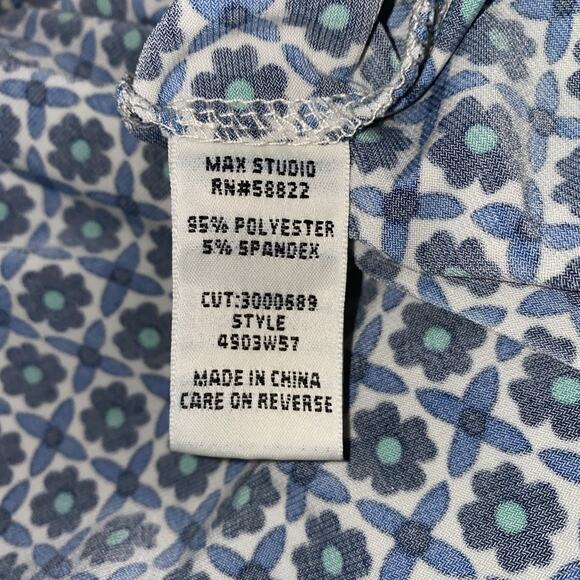 MAX STUDIO
RN#58822
95% POLYESTER
5% SPANDEX
CUT:3000689
STYLE
4903W57
MADE IN CHINA
CARE ON REVERSE